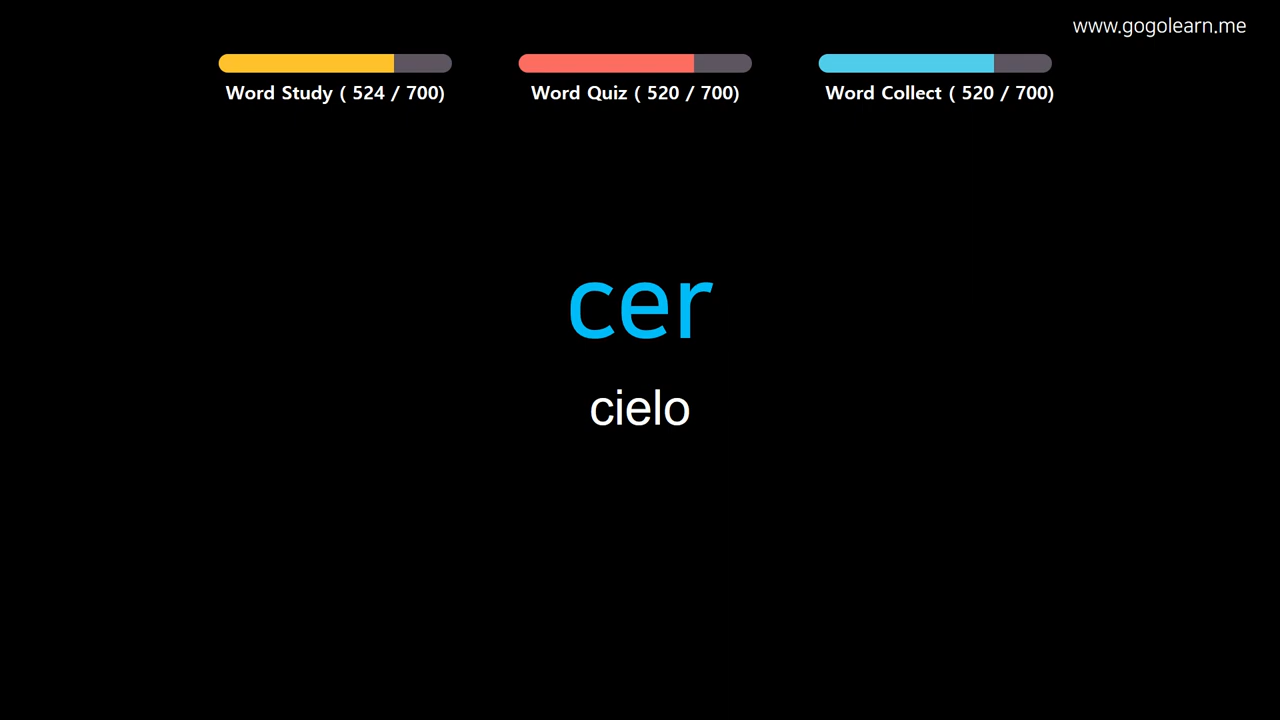 www.gogolearn.me
Word Study ( 524 / 700)
Word Quiz ( 520 / 700)
Word Collect ( 520 / 700)
cer
cielo